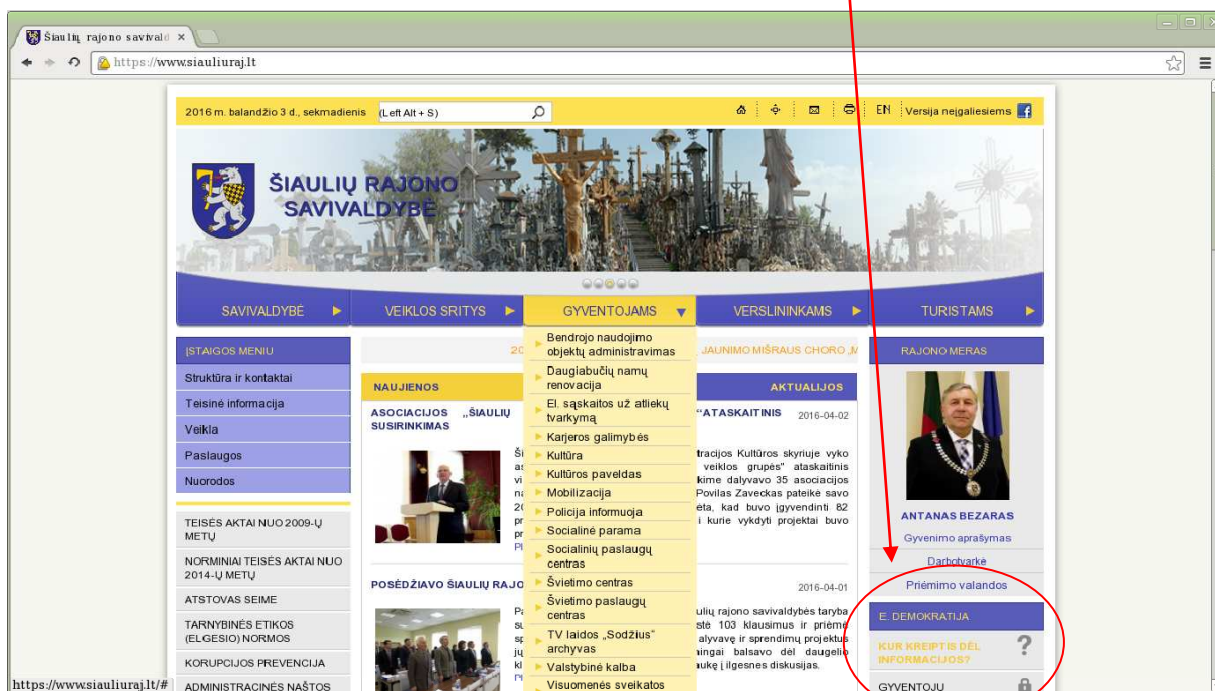 Šiaulių rajono savivald
https://www.siauliuraj.lt
2016 m. balandžio 3 d., sekmadienis
(Left Alt + S)
EN
Versija neįgaliesiems
ŠIAULIŲ RAJONO
SAVIVALDYBĖ
SAVIVALDYBĖ
VEIKLOS SRITYS
GYVENTOJAMS
VERSLININKAMS
TURISTAMS
ĮSTAIGOS MENIU
Struktūra ir kontaktai
Teisinė informacija
Veikla
Paslaugos
Nuorodos
TEISĖS AKTAI NUO 2009-Ų
METŲ
NORMINIAI TEISĖS AKTAI NUO
2014-Ų METŲ
ATSTOVAS SEIME
TARNYBINĖS ETIKOS
(ELGESIO) NORMOS
KORUPCIJOS PREVENCIJA
ADMINISTRACINĖS NAŠTOS
https://www.siauliuraj.lt/#
20
JAUNIMO MIŠRAUS CHORO „M
NAUJIENOS
AKTUALIJOS
ASOCIACIJOS „ŠIAULIŲ
“ATASKAITINIS
2016-04-02
SUSIRINKIMAS
tracijos Kultūros skyriuje vyko
veiklos grupės" ataskaitinis
kime dalyvavo 35 asociacijos
Povilas Zaveckas pateikė savo
ėta, kad buvo įgyvendinti 82
i kurie vykdyti projektai buvo
POSĖDŽIAVO ŠIAULIŲ RAJO
2016-04-01
ulių rajono savivaldybės taryba
stė 103 klausimus ir priėmė
alyvavę ir sprendimų projektus
ningai balsavo dėl daugelio
aukę į ilgesnes diskusijas.
Bendrojo naudojimo
objektų administravimas
Daugiabučių namų
renovacija
El. sąskaitos už atliekų
tvarkymą
Karjeros galimybės
Kultūra
Kultūros paveldas
Mobilizacija
Policija informuoja
Socialinė parama
Socialinių paslaugų
centras
Švietimo centras
Švietimo paslaugų
centras
TV laidos „Sodžius"
archyvas
Valstybinė kalba
Visuomenės sveikatos
RAJONO MERAS
ANTANAS BEZARAS
Gyvenimo aprašymas
Darbotvarkė
Priėmimo valandos
E. DEMOKRATIJA
KUR KREIPTIS DĖL
INFORMACIJOS?
?
GYVENTOJŲ